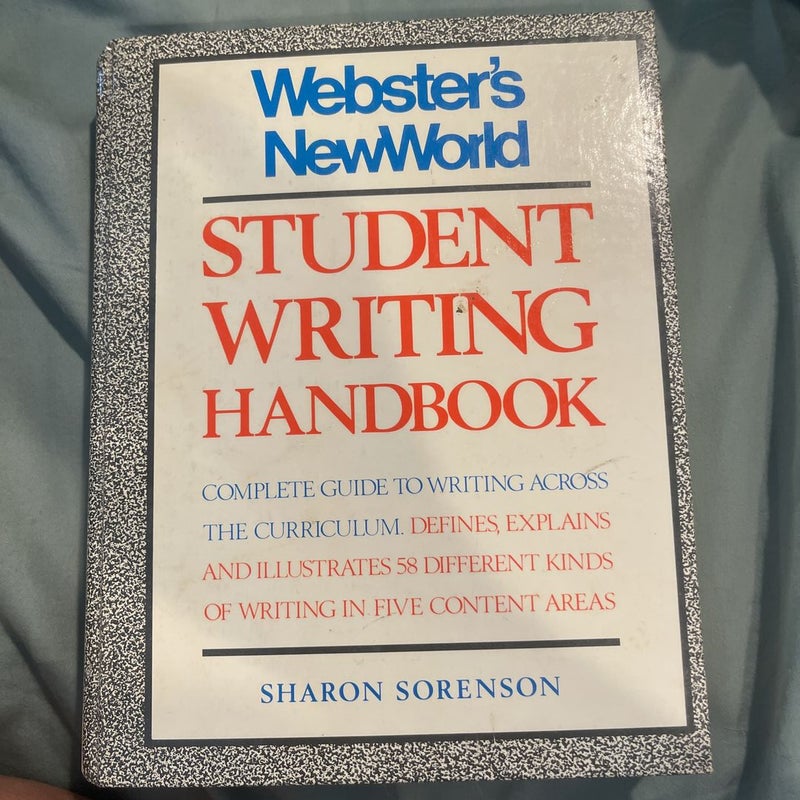 Webster's
NewWorld
STUDENT
WRITING
HANDBOOK
COMPLETE GUIDE TO WRITING ACROSS
THE CURRICULUM. DEFINES, EXPLAINS
AND ILLUSTRATES 58 DIFFERENT KINDS
OF WRITING IN FIVE CONTENT AREAS
SHARON SORENSON